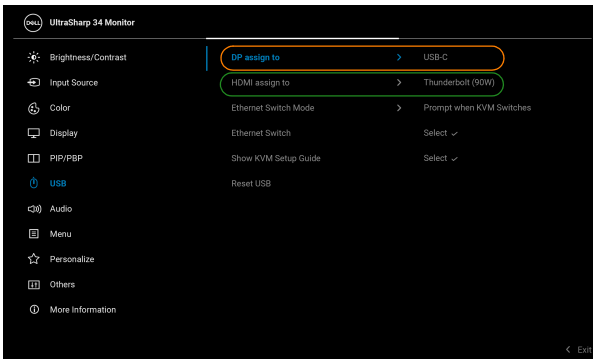 DELL UltraSharp 34 Monitor
Brightness/Contrast
Input Source
Color
Display
PIP/PBP
USB
Audio
Menu
Personalize
Others
More Information
DP assign to > USB-C
HDMI assign to > Thunderbolt (90W)
Ethernet Switch Mode > Prompt when KVM Switches
Ethernet Switch Select ✓
Show KVM Setup Guide Select ✓
Reset USB
< Exit